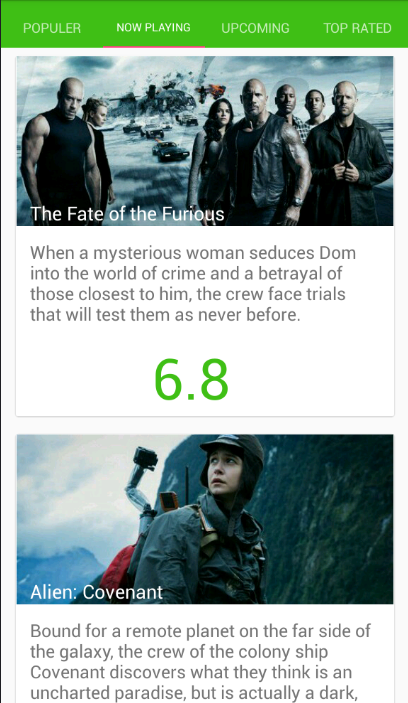 POPULER NOW PLAYING UPCOMING TOP RATED
The Fate of the Furious
When a mysterious woman seduces Dom
into the world of crime and a betrayal of
those closest to him, the crew face trials
that will test them as never before.
6.8
Alien: Covenant
Bound for a remote planet on the far side of
the galaxy, the crew of the colony ship
Covenant discovers what they think is an
uncharted paradise, but is actually a dark,